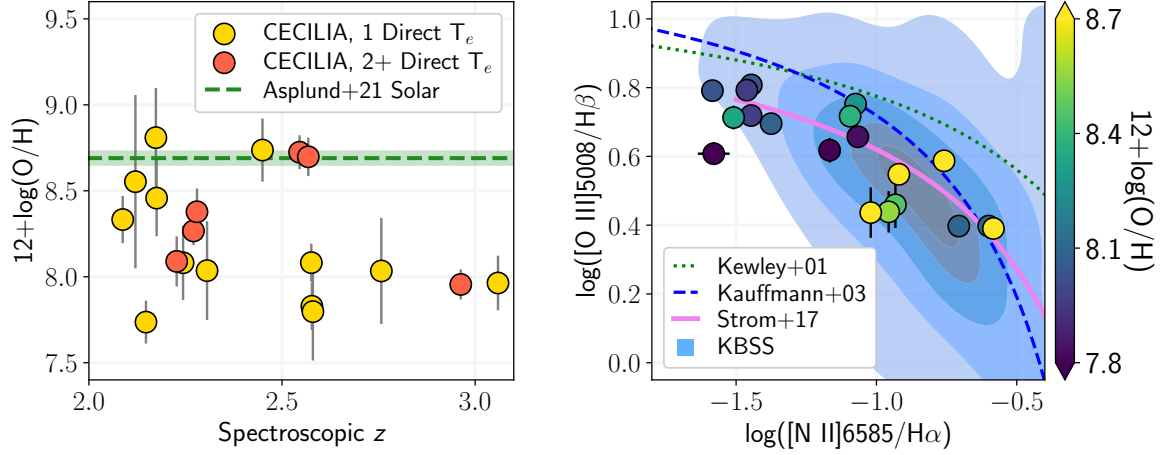 9.5
9.0
8.5
8.0
7.5
12+log(O/H)
CECILIA, 1 Direct Tₑ
CECILIA, 2+ Direct Tₑ
Asplund+21 Solar
2.0
2.5
3.0
Spectroscopic z
1.0
0.8
0.6
0.4
0.2
0.0
log([O III]5008/Hβ)
Kewley+01
Kauffmann+03
Strom+17
KBSS
−1.5
−1.0
−0.5
log([N II]6585/Hα)
8.7
8.4
8.1
7.8
12+log(O/H)